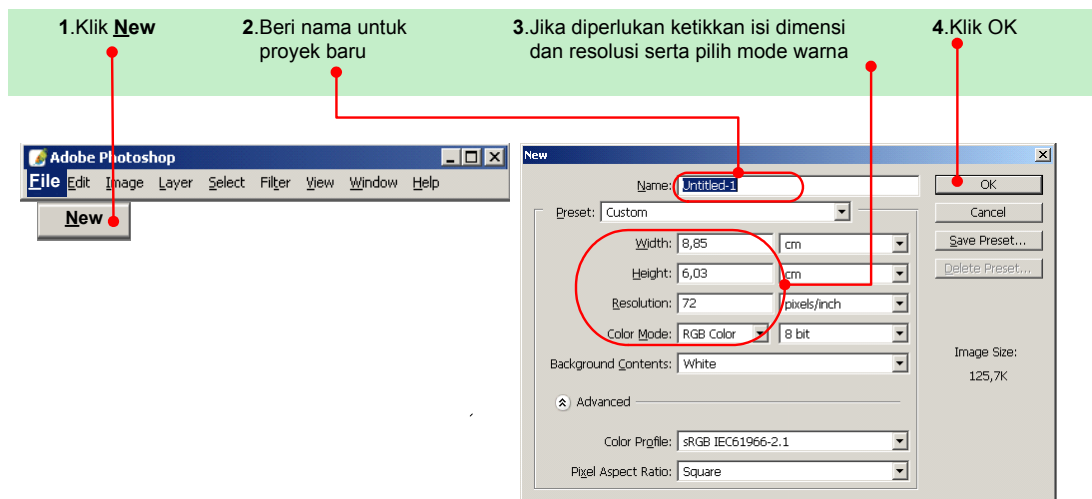 1.Klik New
2.Beri nama untuk
proyek baru
3.Jika diperlukan ketikkan isi dimensi
dan resolusi serta pilih mode warna
4.Klik OK
Adobe Photoshop
File Edit Image Layer Select Filter View Window Help
New
New
Name: Untitled-1
OK
Preset: Custom
Cancel
Width: 8,85 cm
Save Preset...
Height: 6,03 cm
Delete Preset...
Resolution: 72 pixels/inch
Color Mode: RGB Color 8 bit
Background Contents: White
Image Size:
125,7K
Advanced
Color Profile: sRGB IEC61966-2.1
Pixel Aspect Ratio: Square